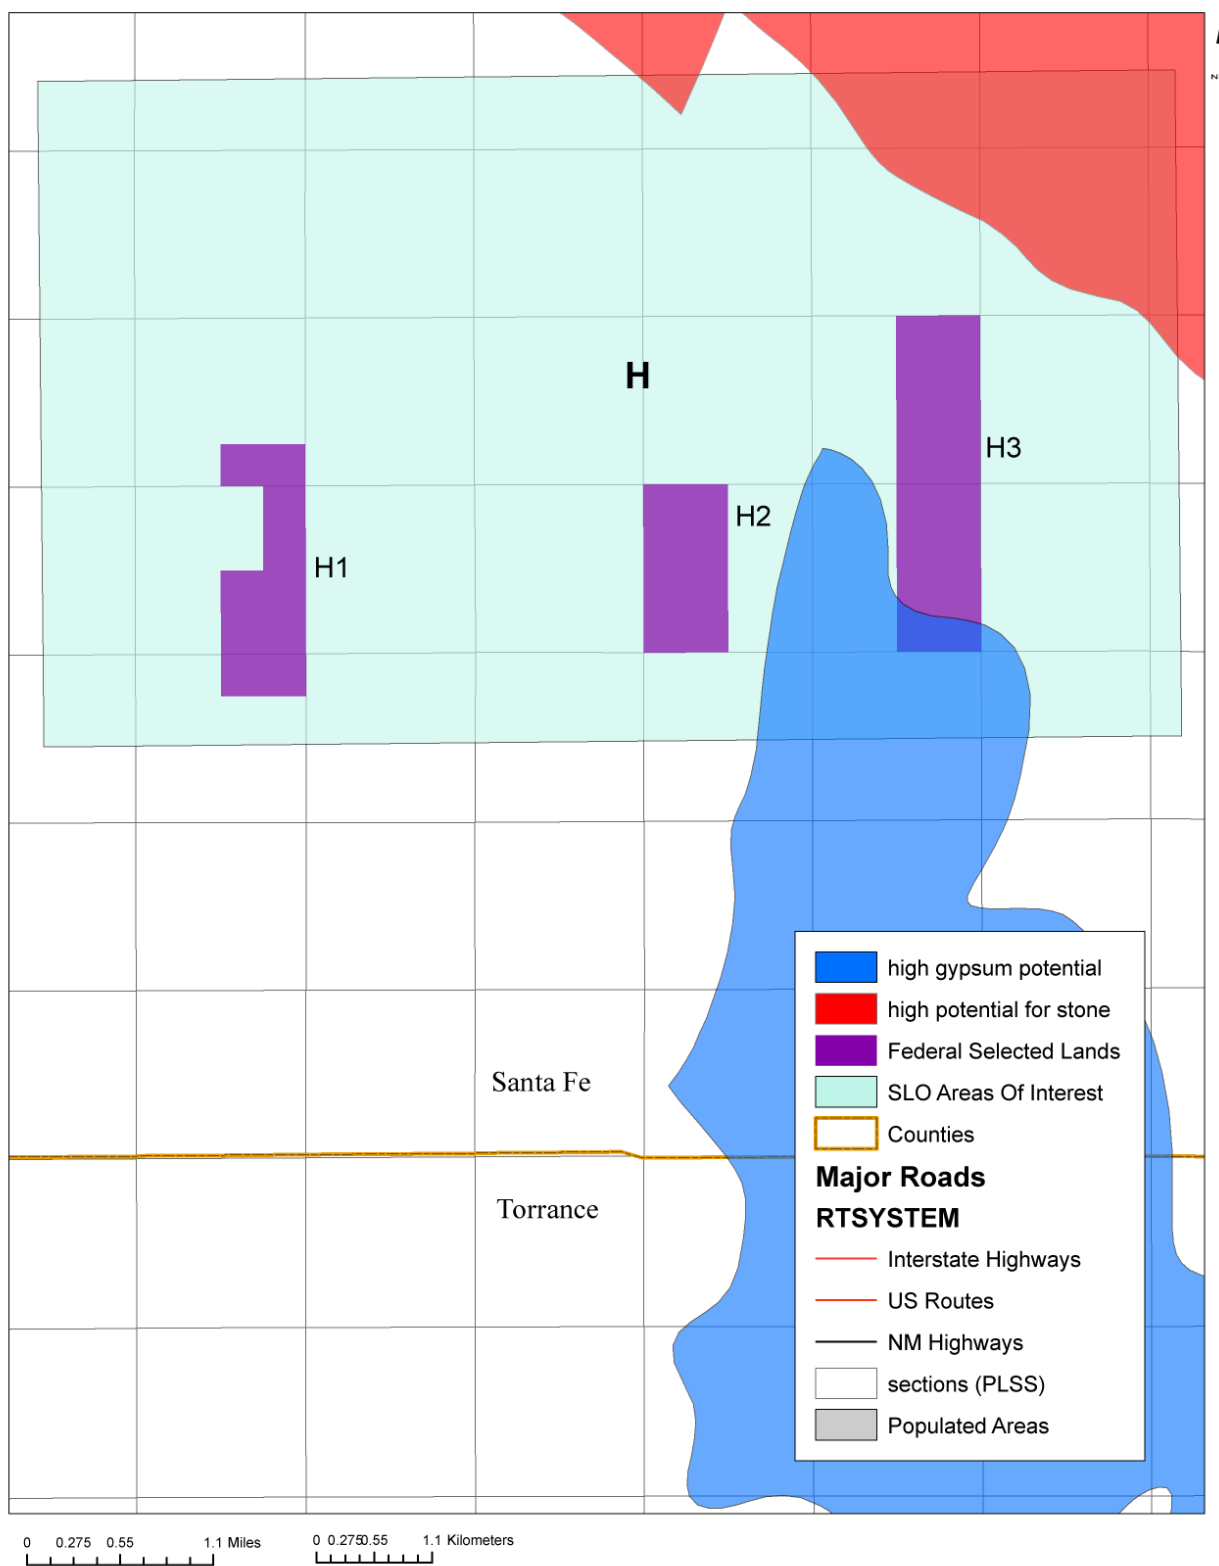 H
H3
H2
H1
high gypsum potential
high potential for stone
Federal Selected Lands
SLO Areas Of Interest
Counties
Major Roads
RTSYSTEM
Interstate Highways
US Routes
NM Highways
sections (PLSS)
Populated Areas
Santa Fe
Torrance
0 0.275 0.55 1.1 Miles
0 0.275 0.55 1.1 Kilometers